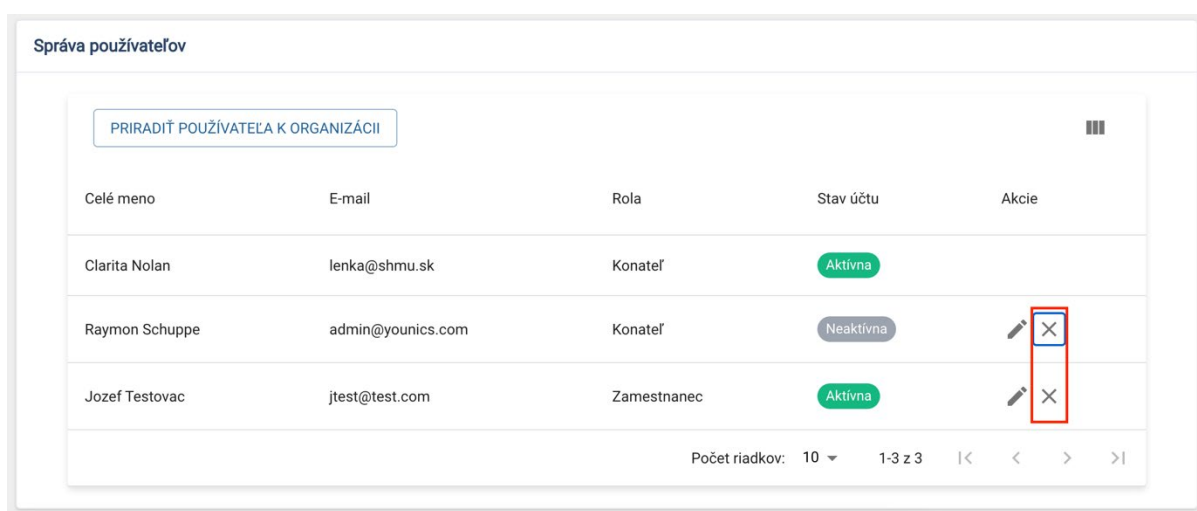 Správa používateľov
PRIRADIŤ POUŽÍVATEĽA K ORGANIZÁCII
Celé meno E-mail Rola Stav účtu Akcie
Clarita Nolan lenka@shmu.sk Konateľ Aktívna
Raymon Schuppe admin@younics.com Konateľ Neaktívna
Jozef Testovac jtest@test.com Zamestnanec Aktívna
Počet riadkov: 10 1-3 z 3